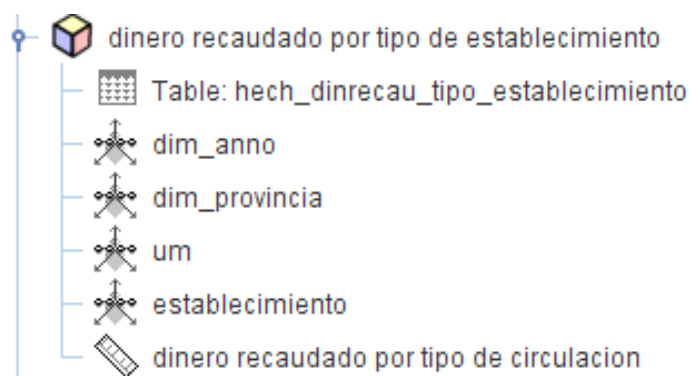 dinero recaudado por tipo de establecimiento
Table: hech_dinrecau_tipo_establecimiento
dim_anno
dim_provincia
um
establecimiento
dinero recaudado por tipo de circulacion